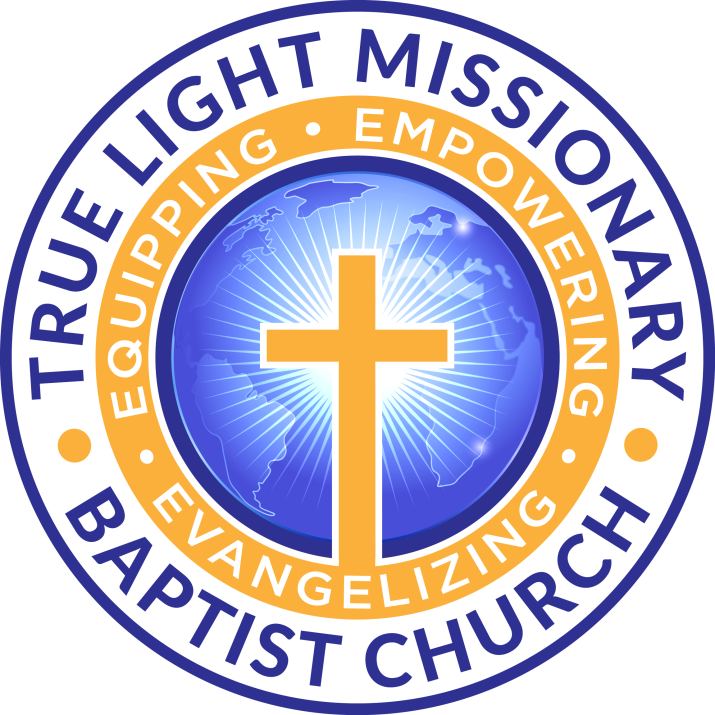 TRUE LIGHT MISSIONARY
BAPTIST CHURCH
EQUIPPING • EMPOWERING
• EVANGELIZING •